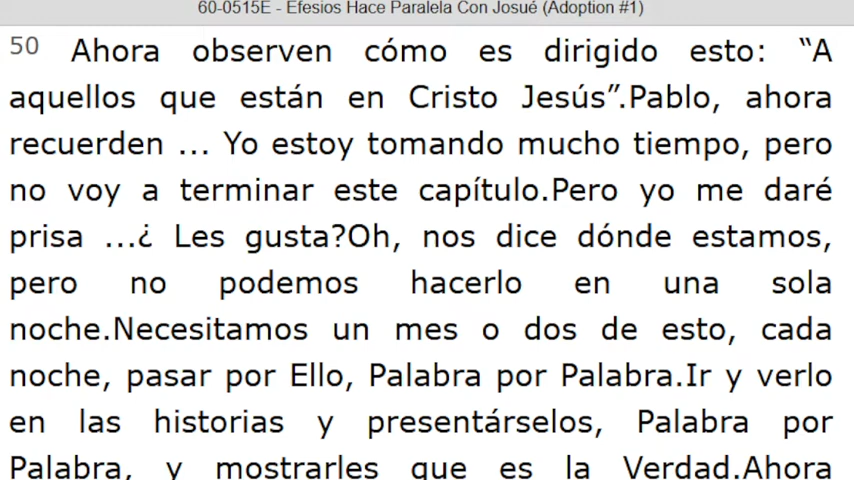 60-0515E - Efesios Hace Paralela Con Josué (Adoption #1)
50 Ahora observen cómo es dirigido esto: “A
aquellos que están en Cristo Jesús”.Pablo, ahora
recuerden ... Yo estoy tomando mucho tiempo, pero
no voy a terminar este capítulo.Pero yo me daré
prisa ...¿ Les gusta?Oh, nos dice dónde estamos,
pero no podemos hacerlo en una sola
noche.Necesitamos un mes o dos de esto, cada
noche, pasar por Ello, Palabra por Palabra.Ir y verlo
en las historias y presentárselos, Palabra por
Palabra, y mostrarles que es la Verdad.Ahora